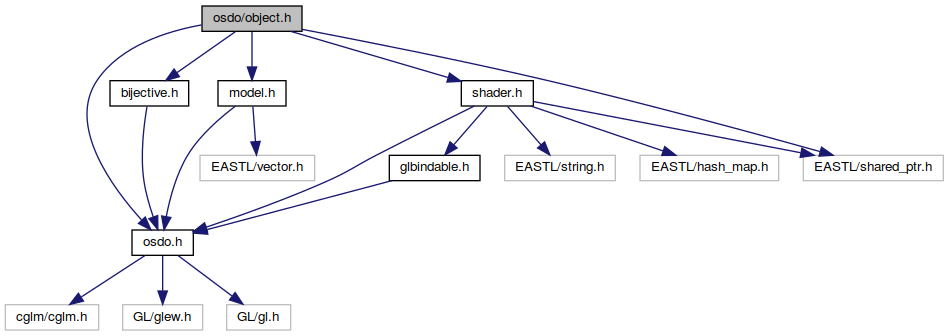 osdo/object.h
bijective.h
model.h
shader.h
EASTL/vector.h
glbindable.h
EASTL/string.h
EASTL/hash_map.h
EASTL/shared_ptr.h
osdo.h
cglm/cglm.h
GL/glew.h
GL/gl.h